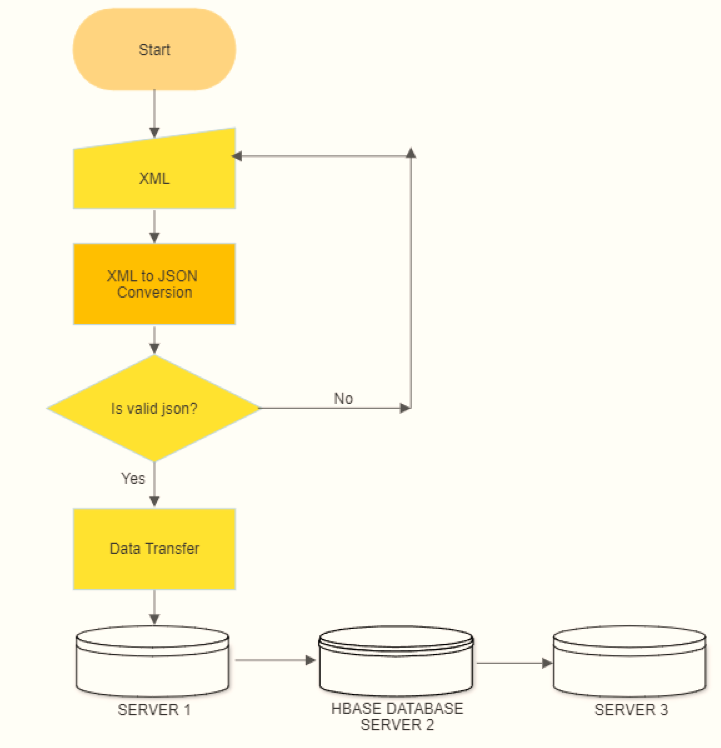 Start
XML
XML to JSON
Conversion
Is valid json?
No
Yes
Data Transfer
SERVER 1
HBASE DATABASE
SERVER 2
SERVER 3